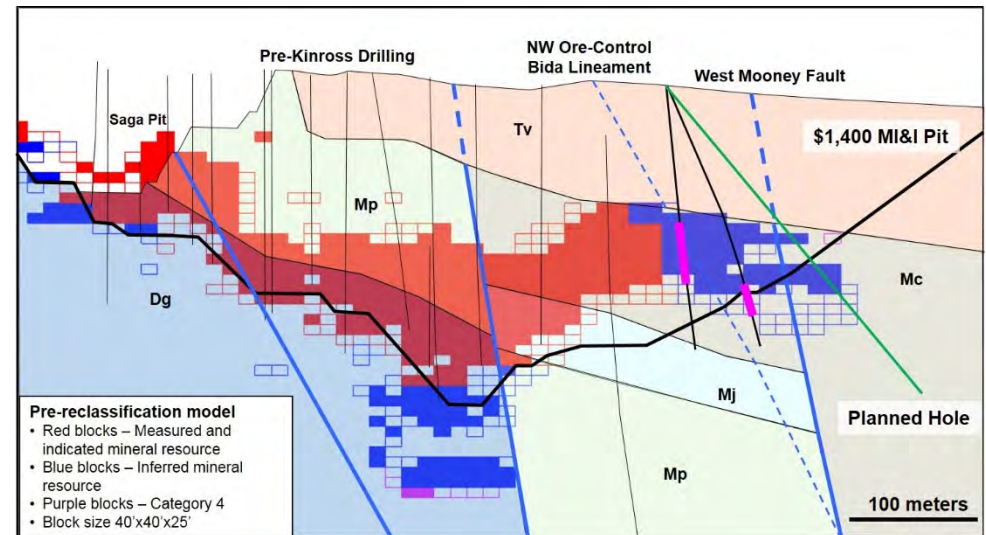 Pre-Kinross Drilling
NW Ore-Control
Bida Lineament
West Mooney Fault
Saga Pit
Tv
$1,400 MI&I Pit
Mp
Mc
Dg
Mj
Planned Hole
Mp
Pre-reclassification model
• Red blocks – Measured and
indicated mineral resource
• Blue blocks – Inferred mineral
resource
• Purple blocks – Category 4
• Block size 40'x40'x25'
100 meters